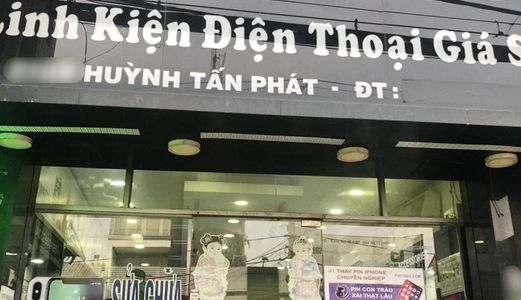 Linh Kiện Điện Thoại Giá S
HUỲNH TẤN PHÁT - ĐT:
SỬA CHỮA
#1 THAY PIN IPHONE
CHUYÊN NGHIỆP
PIN CON TRÂU
XÀI THẬT LÂU